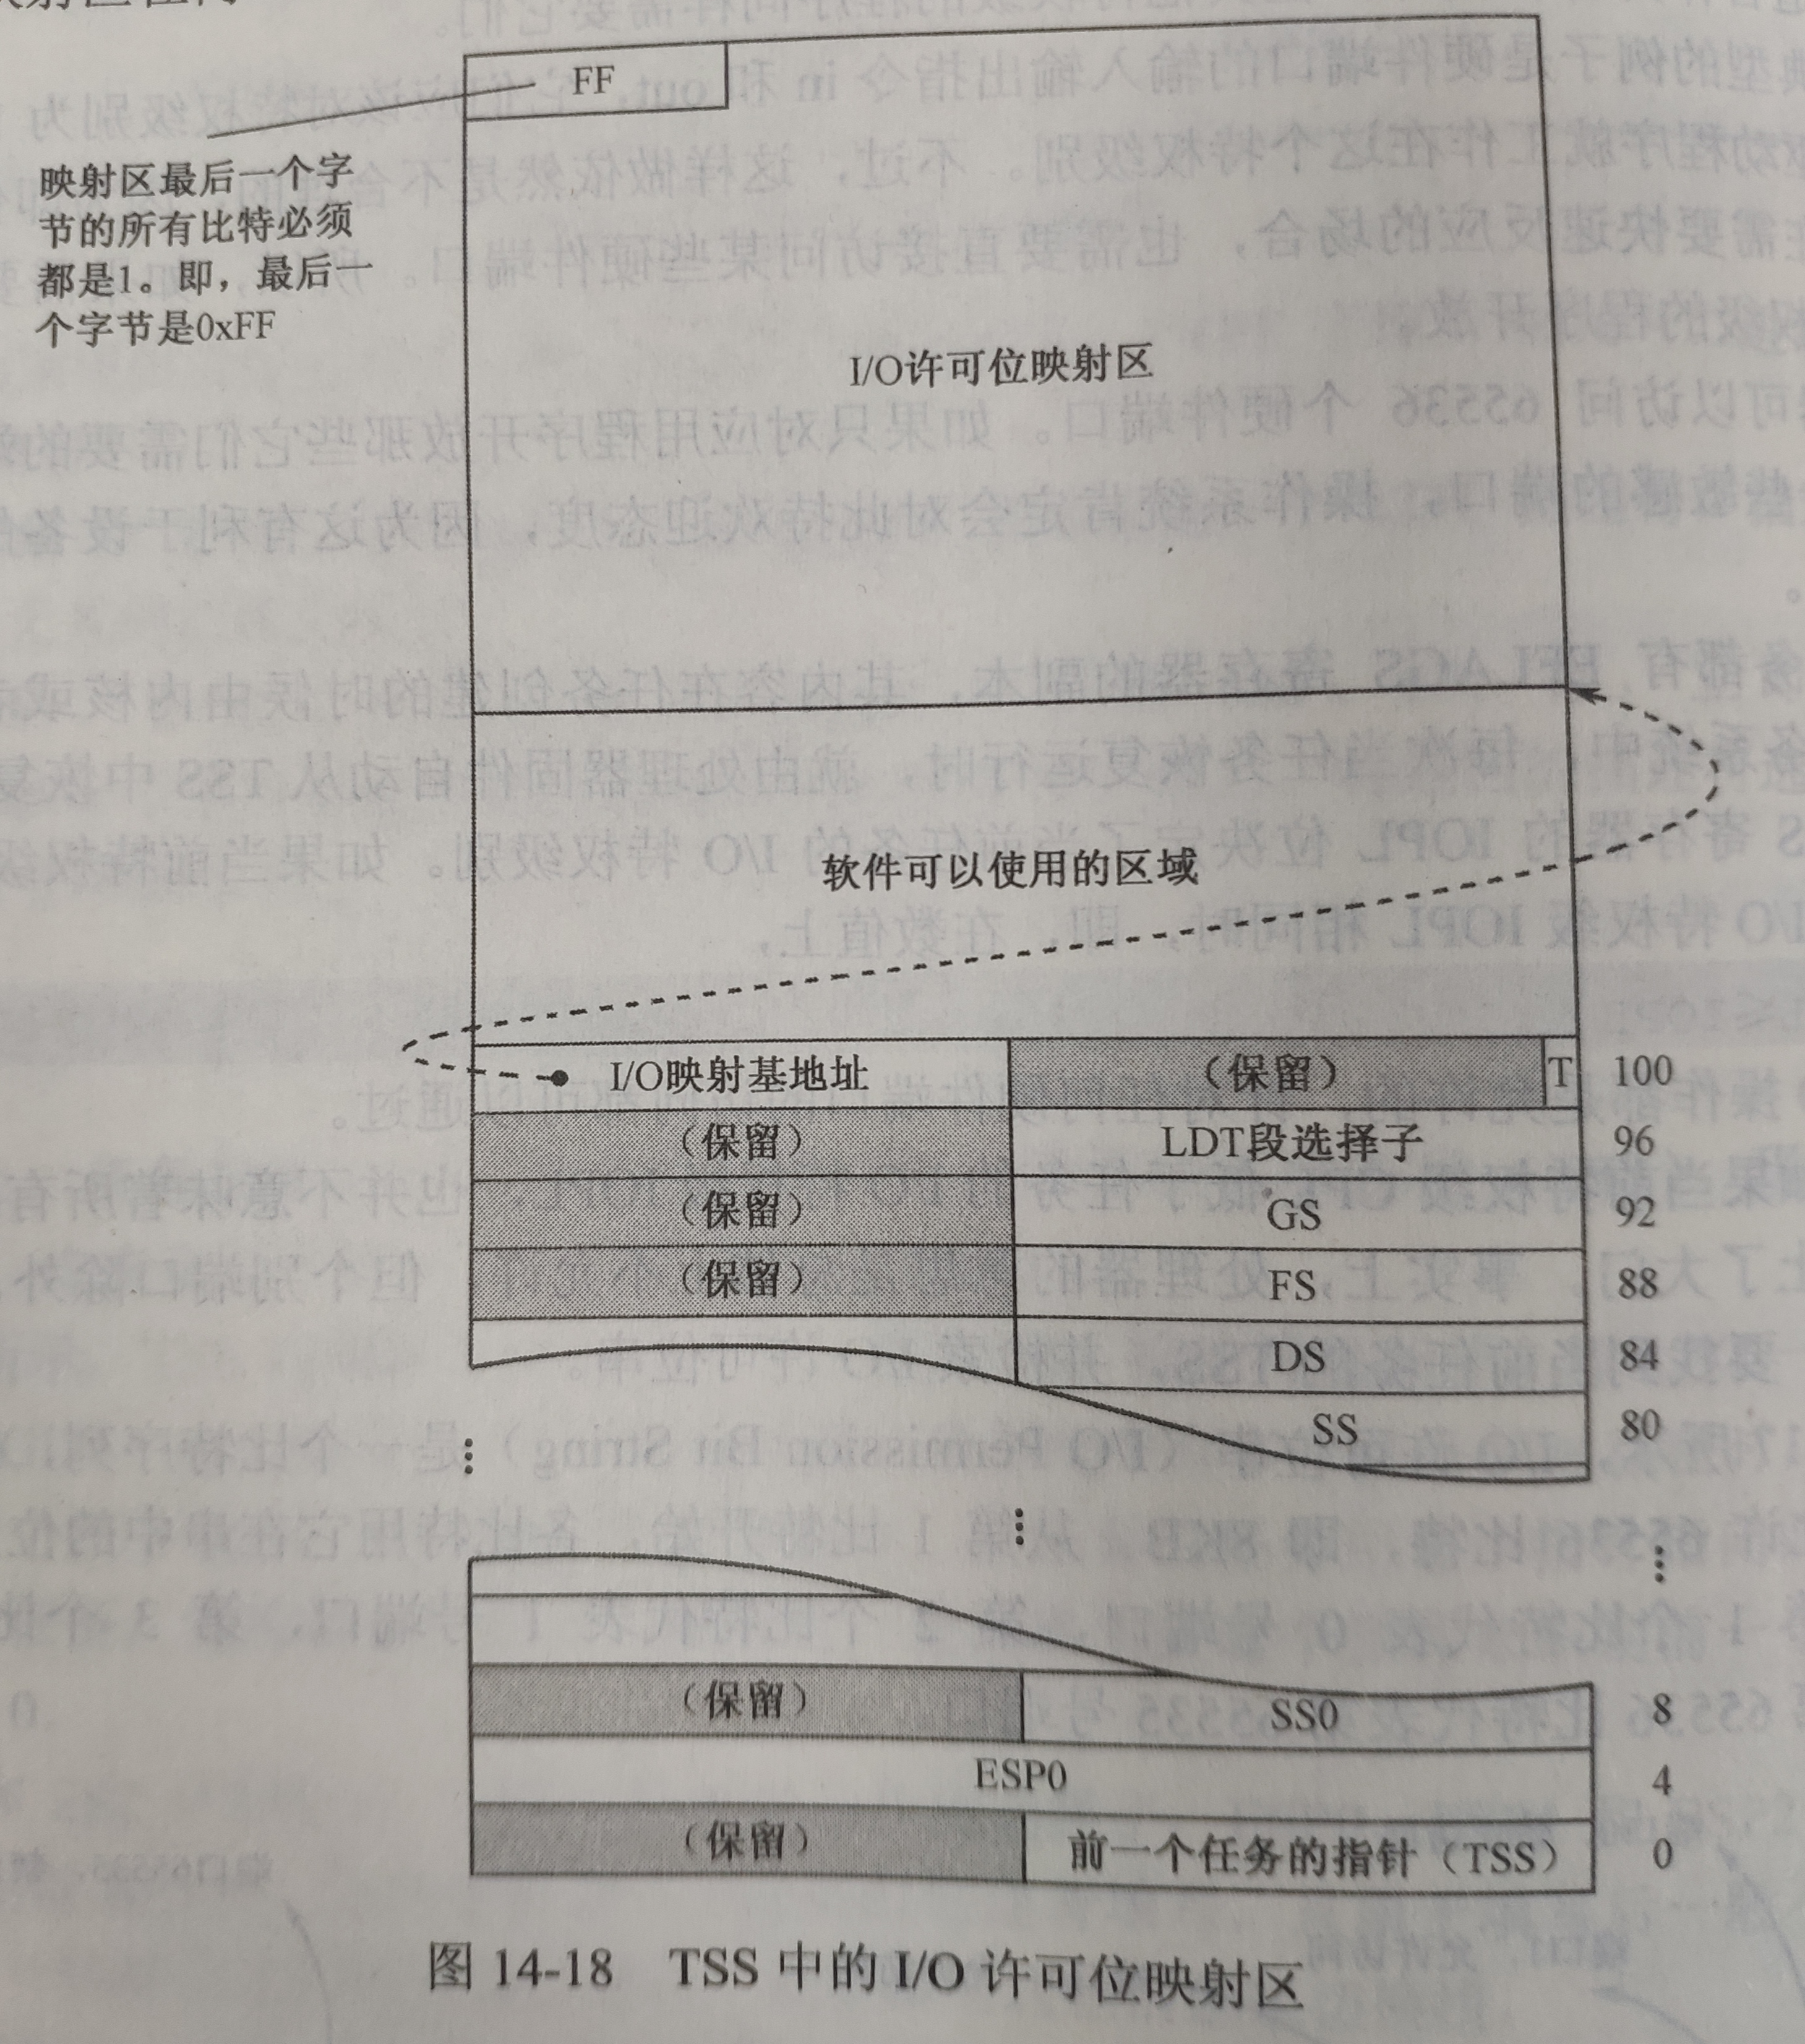 FF
映射区最后一个字
节的所有比特必须
都是1。即，最后一
个字节是0xFF
I/O许可位映射区
软件可以使用的区域
I/O映射基地址 （保留） T 100
（保留） LDT段选择子 96
（保留） GS 92
（保留） FS 88
DS 84
SS 80
（保留） SS0 8
ESP0 4
（保留） 前一个任务的指针（TSS） 0
图 14-18 TSS 中的 I/O 许可位映射区